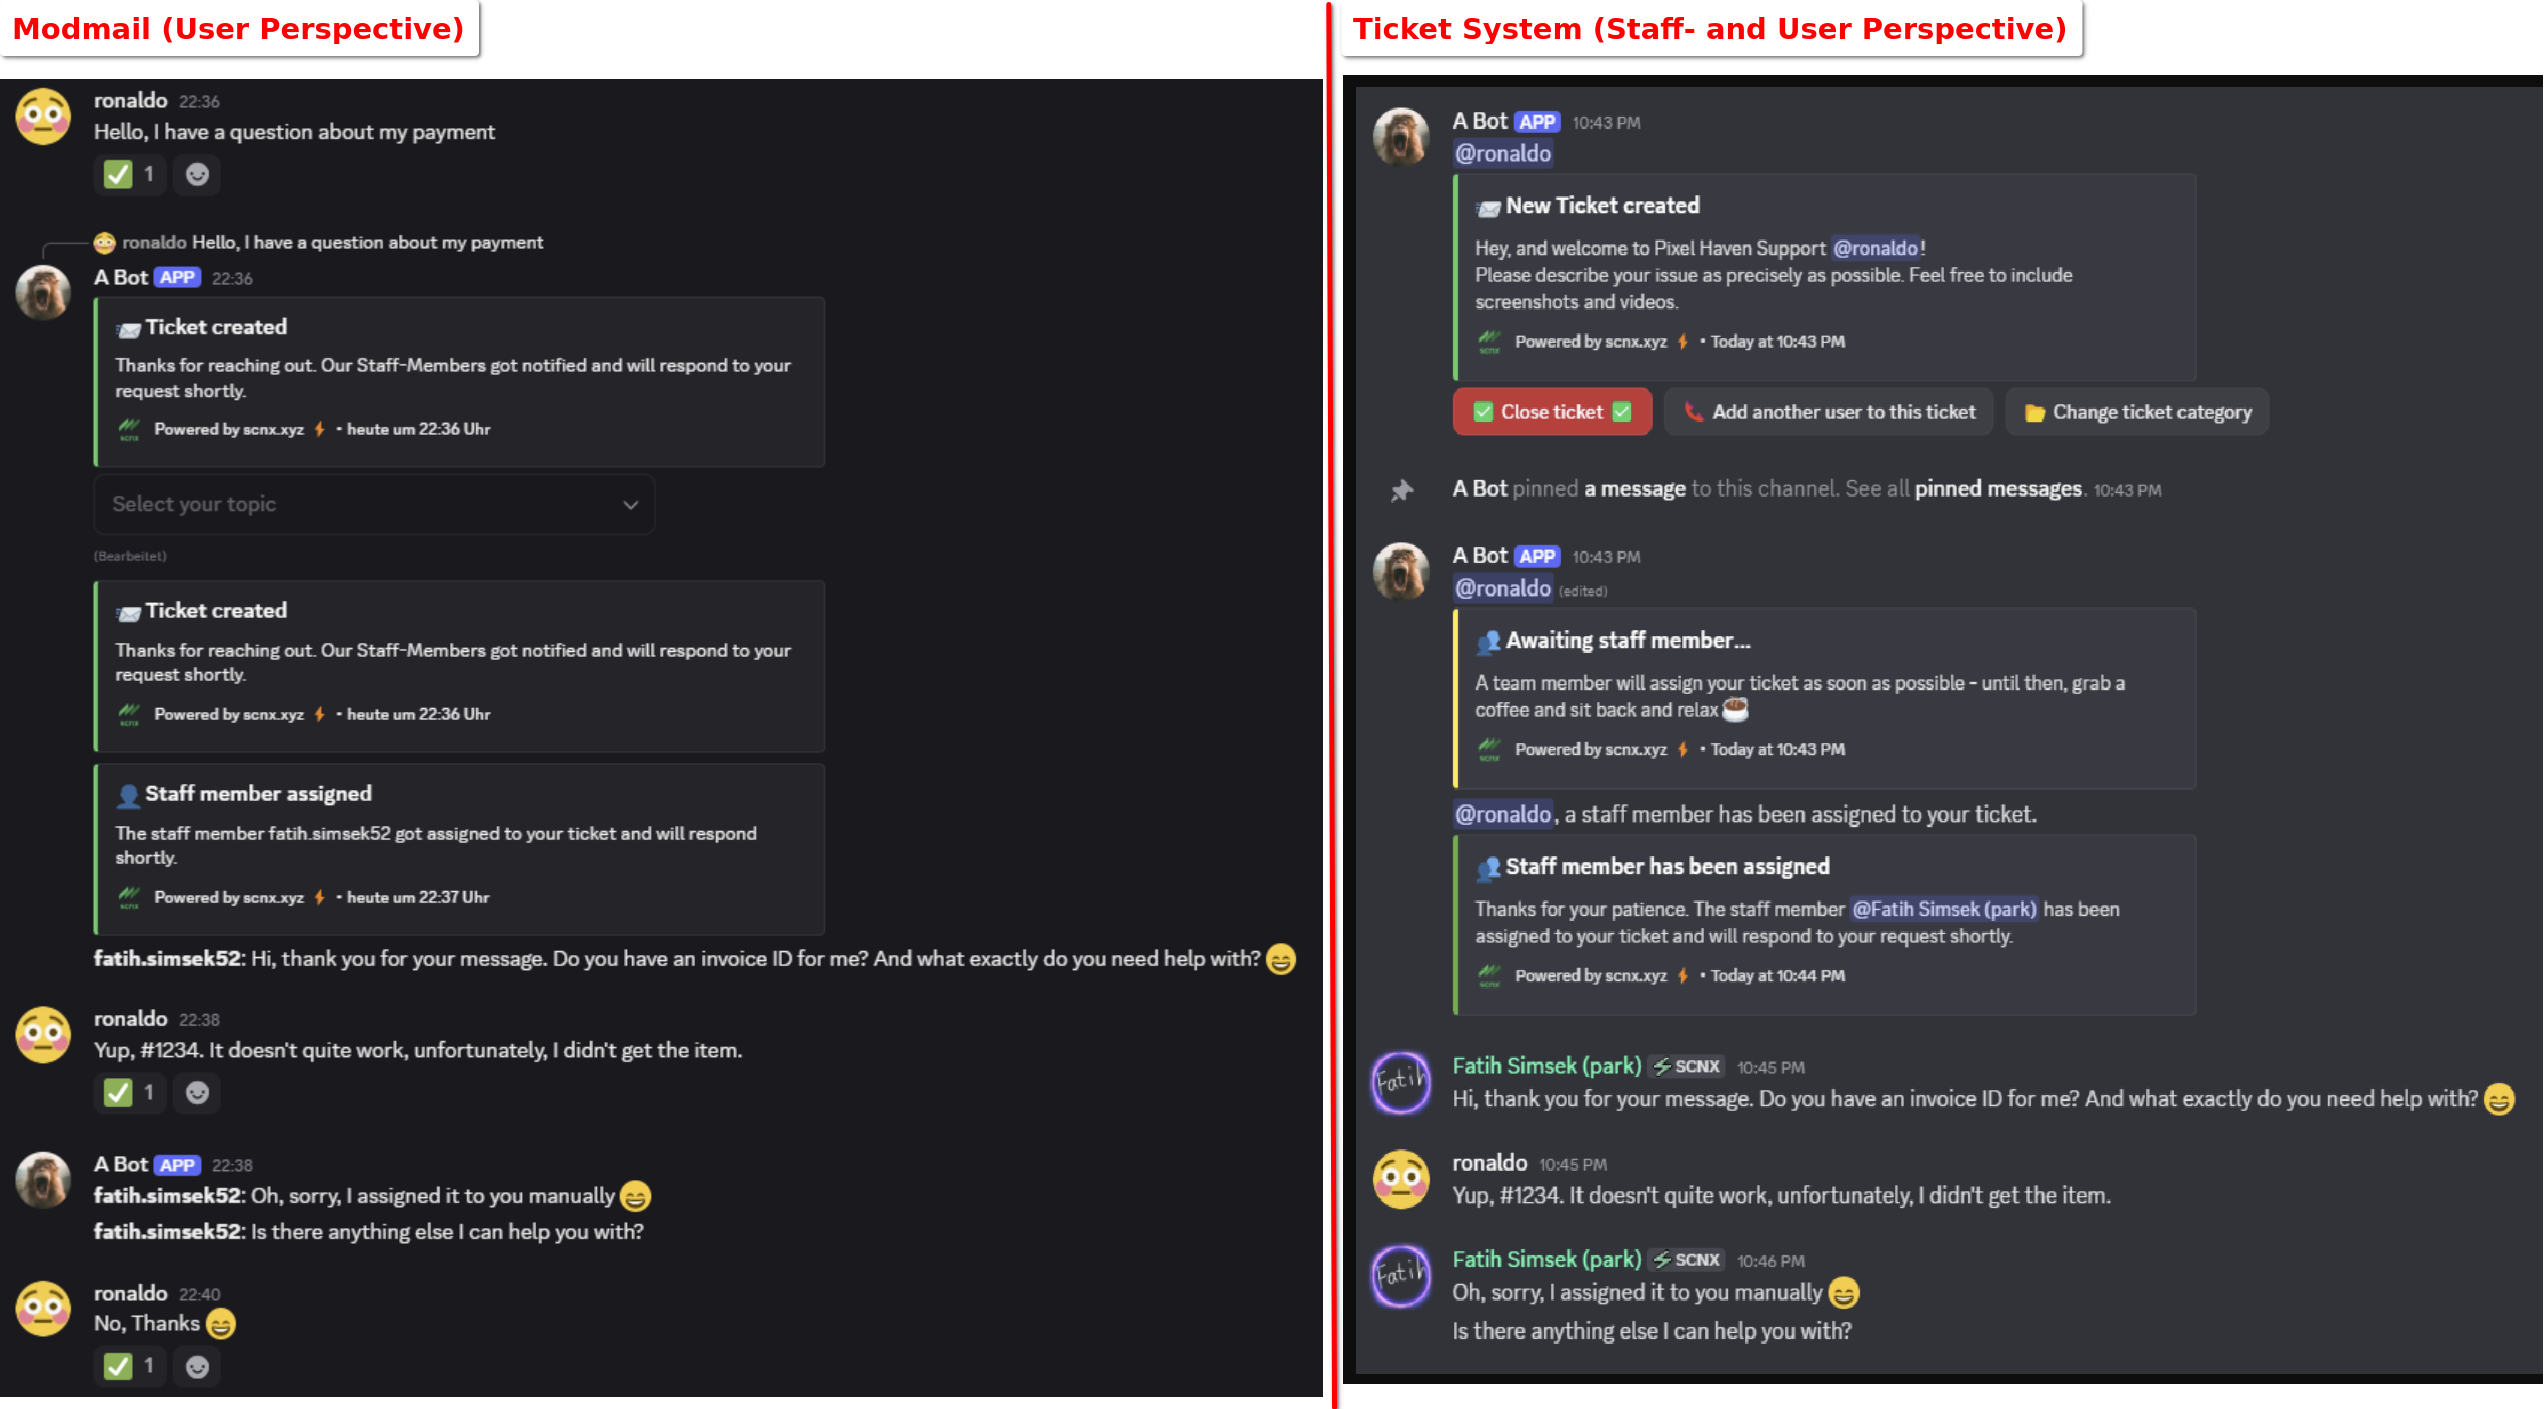 Modmail (User Perspective)
ronaldo 22:36
Hello, I have a question about my payment
1
ronaldo Hello, I have a question about my payment
A Bot APP 22:36
Ticket created
Thanks for reaching out. Our Staff-Members got notified and will respond to your
request shortly.
scnx Powered by scnx.xyz • heute um 22:36 Uhr
Select your topic
(Bearbeitet)
Ticket created
Thanks for reaching out. Our Staff-Members got notified and will respond to your
request shortly.
scnx Powered by scnx.xyz • heute um 22:36 Uhr
Staff member assigned
The staff member fatih.simsek52 got assigned to your ticket and will respond
shortly.
scnx Powered by scnx.xyz • heute um 22:37 Uhr
fatih.simsek52: Hi, thank you for your message. Do you have an invoice ID for me? And what exactly do you need help with?
ronaldo 22:38
Yup, #1234. It doesn't quite work, unfortunately, I didn't get the item.
1
A Bot APP 22:38
fatih.simsek52: Oh, sorry, I assigned it to you manually
fatih.simsek52: Is there anything else I can help you with?
ronaldo 22:40
No, Thanks
1
Ticket System (Staff- and User Perspective)
A Bot APP 10:43 PM
@ronaldo
New Ticket created
Hey, and welcome to Pixel Haven Support @ronaldo!
Please describe your issue as precisely as possible. Feel free to include
screenshots and videos.
scnx Powered by scnx.xyz • Today at 10:43 PM
Close ticket
Add another user to this ticket
Change ticket category
A Bot pinned a message to this channel. See all pinned messages. 10:43 PM
A Bot APP 10:43 PM
@ronaldo (edited)
Awaiting staff member...
A team member will assign your ticket as soon as possible - until then, grab a
coffee and sit back and relax
scnx Powered by scnx.xyz • Today at 10:43 PM
@ronaldo, a staff member has been assigned to your ticket.
Staff member has been assigned
Thanks for your patience. The staff member @Fatih Simsek (park) has been
assigned to your ticket and will respond to your request shortly.
scnx Powered by scnx.xyz • Today at 10:44 PM
Fatih
Fatih Simsek (park) SCNX 10:45 PM
Hi, thank you for your message. Do you have an invoice ID for me? And what exactly do you need help with?
ronaldo 10:45 PM
Yup, #1234. It doesn't quite work, unfortunately, I didn't get the item.
Fatih
Fatih Simsek (park) SCNX 10:46 PM
Oh, sorry, I assigned it to you manually
Is there anything else I can help you with?